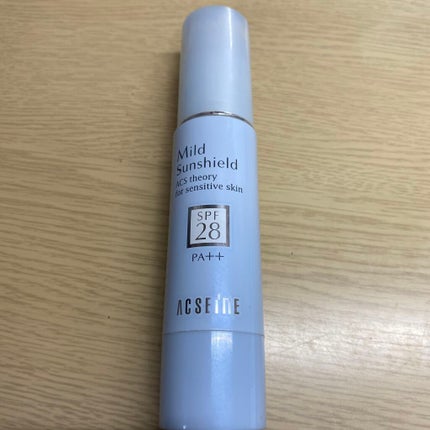 Mild
Sunshield
ACS theory
for sensitive skin
SPF
28
PA++
ACSEINE